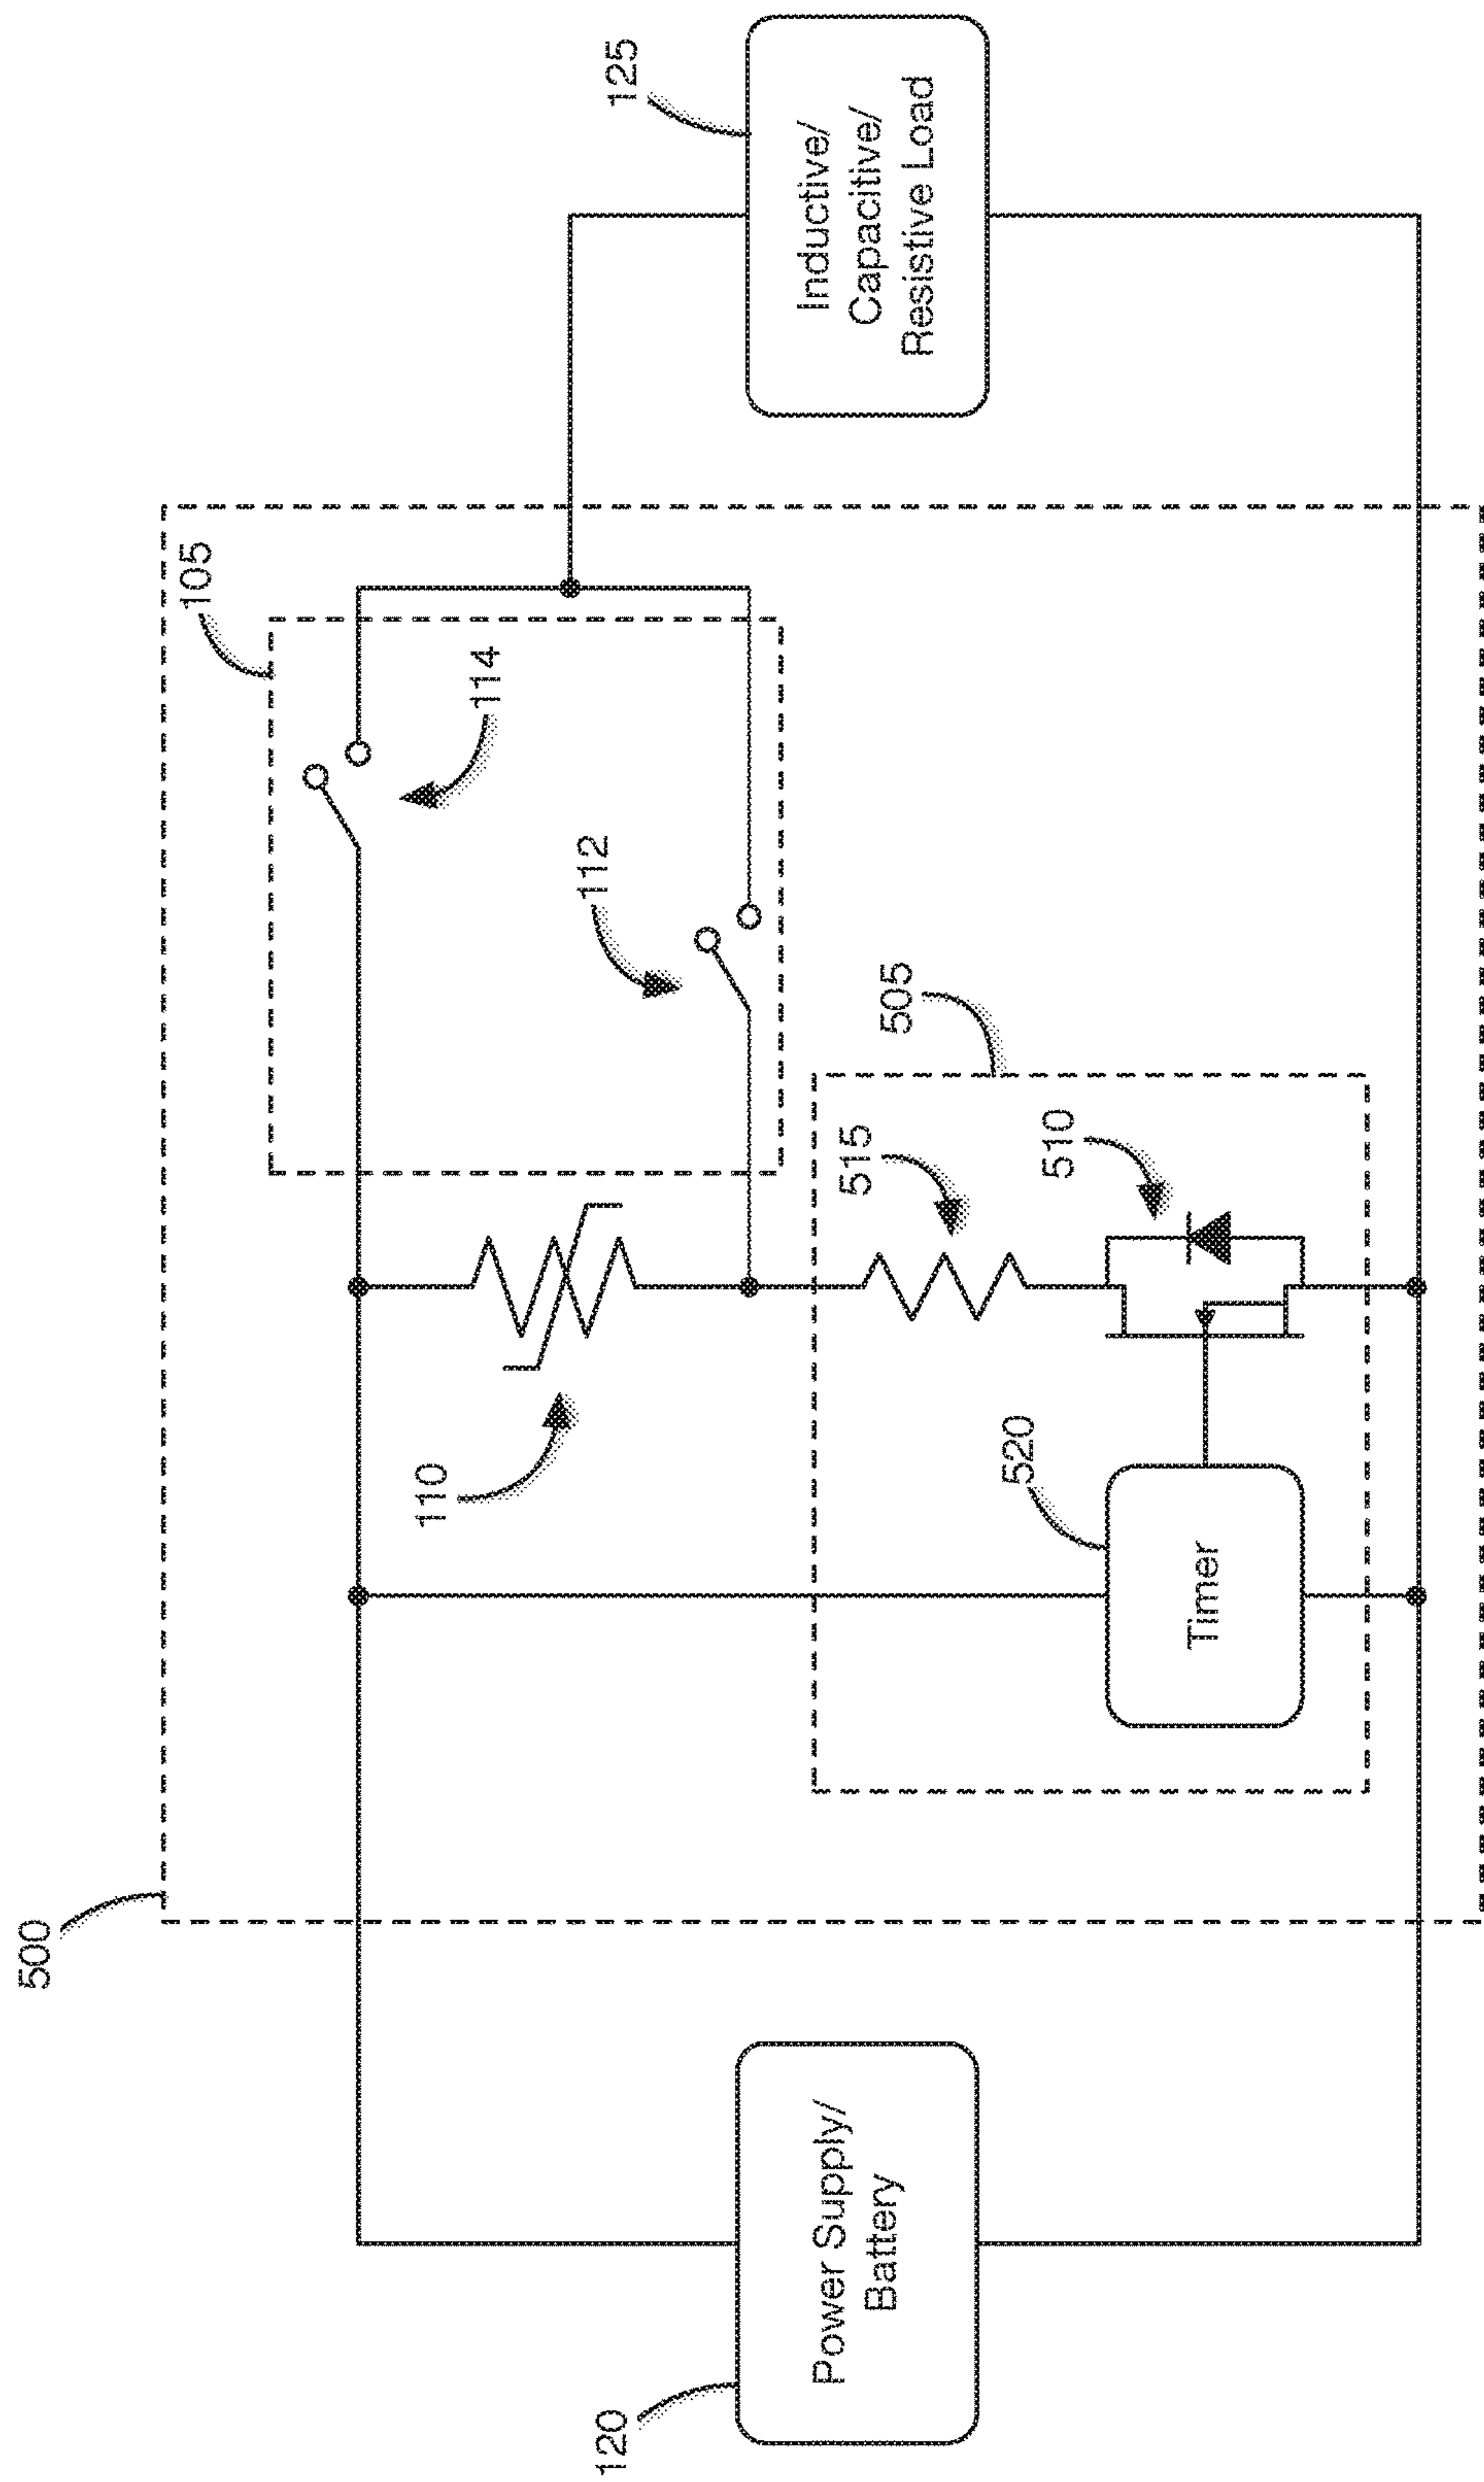 500
105
114
112
110
505
515
510
520
Timer
120
Power Supply/
Battery
125
Inductive/
Capacitive/
Resistive Load